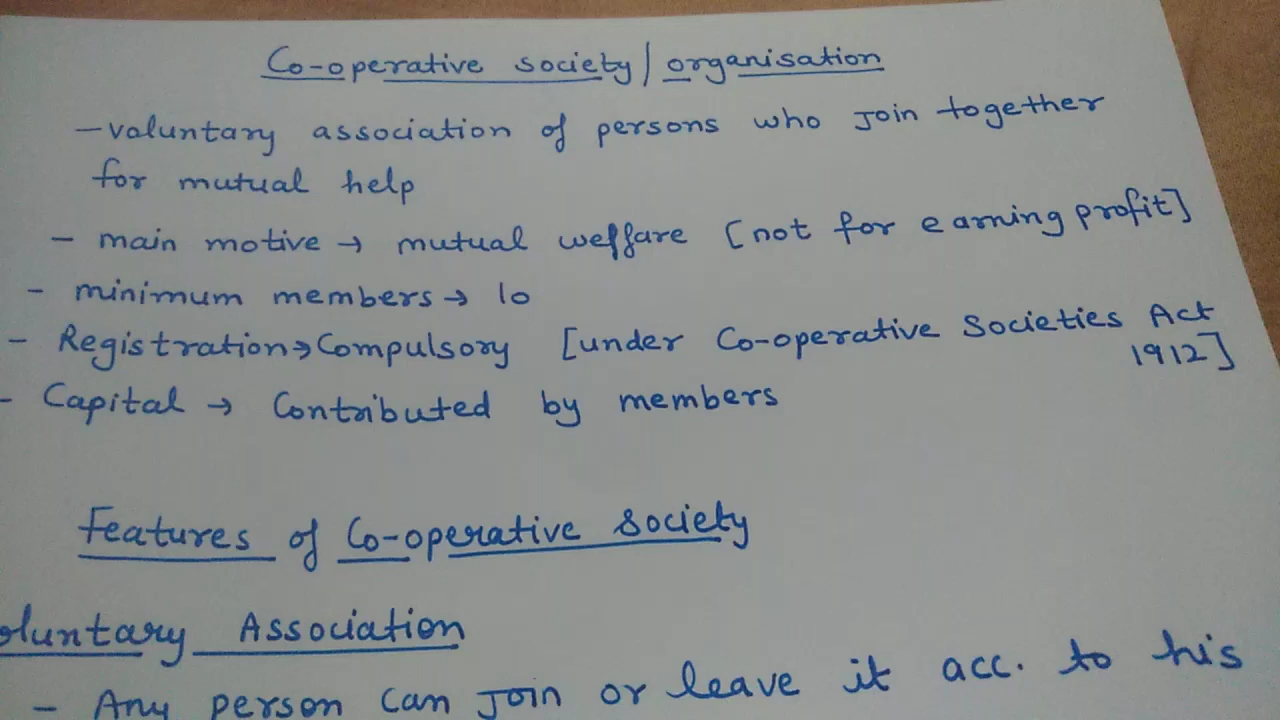 Co-operative society/organisation
- voluntary association of persons who join together
for mutual help
- main motive → mutual welfare [not for earning profit]
- minimum members → 10
- Registration → Compulsory [under Co-operative Societies Act
1912]
- Capital → Contributed by members
Features of Co-operative Society
oluntary Association
- Any person can join or leave it acc. to his